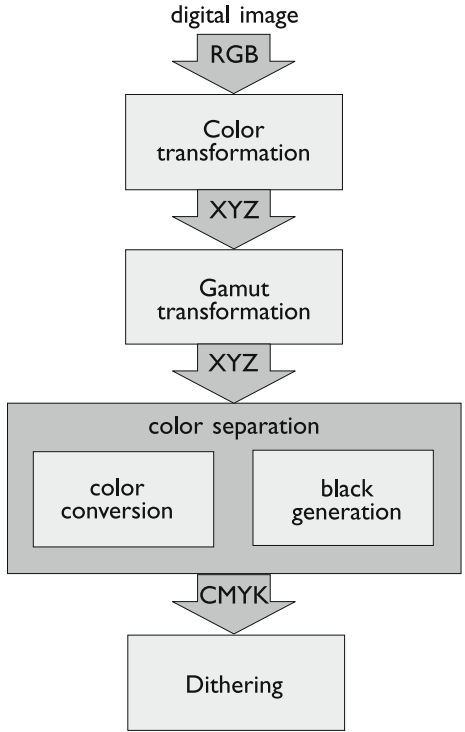 digital image
RGB
Color
transformation
XYZ
Gamut
transformation
XYZ
color separation
color
conversion
black
generation
CMYK
Dithering